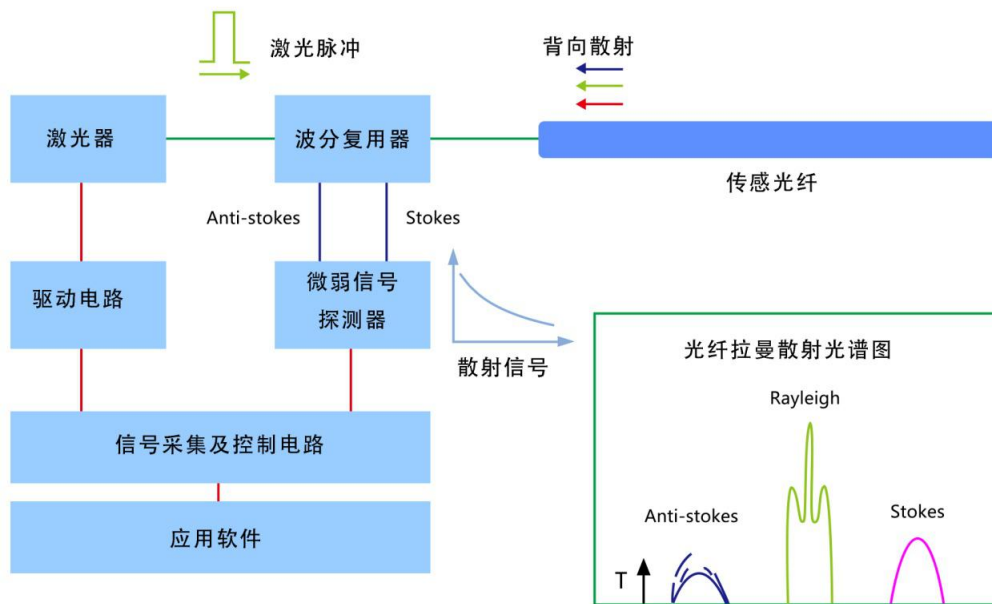 激光脉冲
背向散射
激光器
波分复用器
传感光纤
Anti-stokes
Stokes
驱动电路
微弱信号
探测器
散射信号
光纤拉曼散射光谱图
Rayleigh
信号采集及控制电路
Anti-stokes
Stokes
应用软件
T